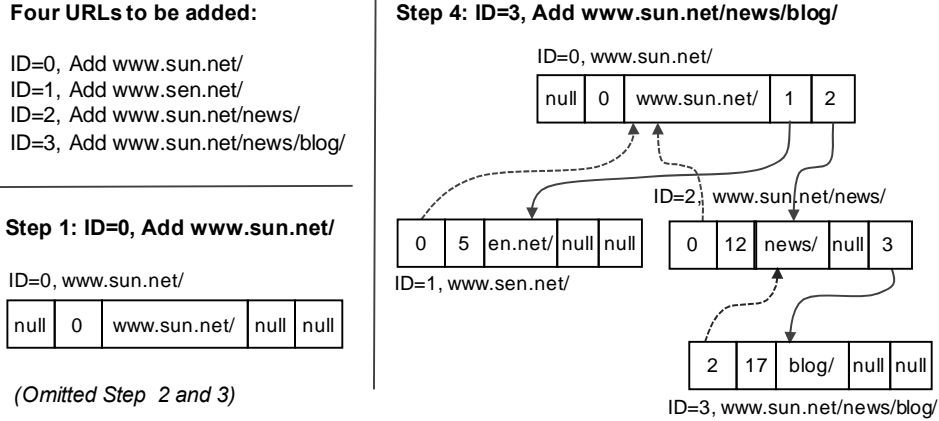 Four URLs to be added:
ID=0, Add www.sun.net/
ID=1, Add www.sen.net/
ID=2, Add www.sun.net/news/
ID=3, Add www.sun.net/news/blog/
Step 1: ID=0, Add www.sun.net/
ID=0, www.sun.net/
null 0 www.sun.net/ null null
(Omitted Step 2 and 3)
Step 4: ID=3, Add www.sun.net/news/blog/
ID=0, www.sun.net/
null 0 www.sun.net/ 1 2
ID=2, www.sun.net/news/
0 5 en.net/ null null
ID=1, www.sen.net/
0 12 news/ null 3
2 17 blog/ null null
ID=3, www.sun.net/news/blog/